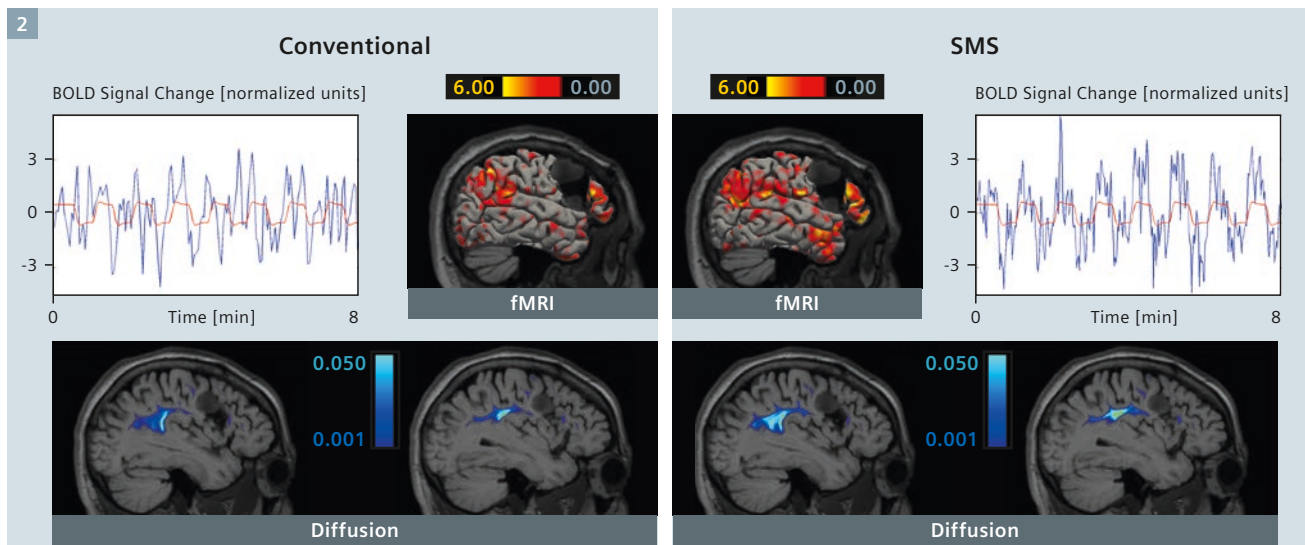 2
Conventional
BOLD Signal Change [normalized units]
6.00 0.00
3
0
-3
0 Time [min] 8
fMRI
0.050
0.001
Diffusion
SMS
6.00 0.00
BOLD Signal Change [normalized units]
3
0
-3
0 Time [min] 8
fMRI
0.050
0.001
Diffusion